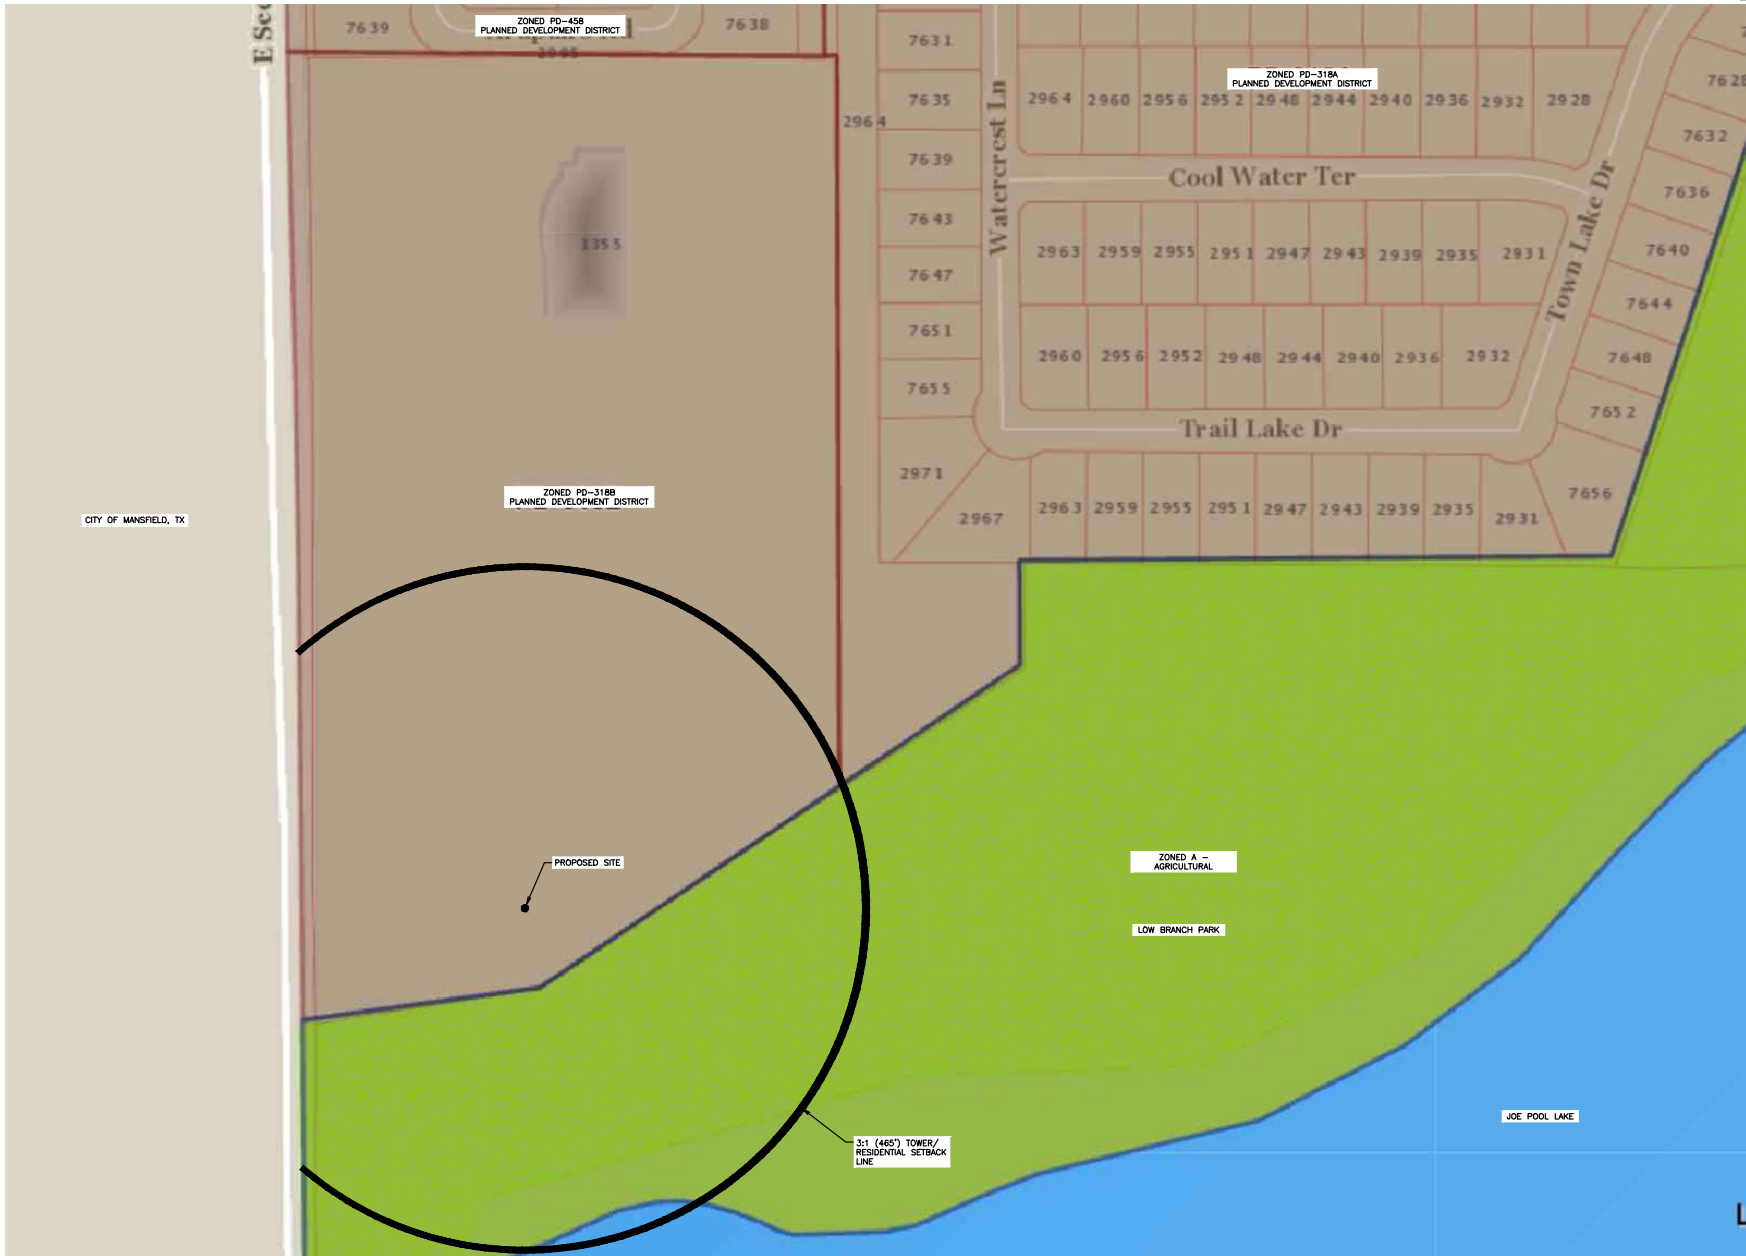 E Sc
7639
ZONED PD-45B
PLANNED DEVELOPMENT DISTRICT
7638
2995
7631
ZONED PD-318A
PLANNED DEVELOPMENT DISTRICT
7628
7635
2964
2960
2956
2952
2948
2944
2940
2936
2932
2928
2964
7632
7639
Watercrest Ln
Cool Water Ter
Town Lake Dr
7636
7643
1355
2963
2959
2955
2951
2947
2943
2939
2935
2931
7640
7647
7644
7651
2960
2956
2952
2948
2944
2940
2936
2932
7648
7655
7652
Trail Lake Dr
2971
ZONED PD-318B
PLANNED DEVELOPMENT DISTRICT
7656
CITY OF MANSFIELD, TX
2967
2963
2959
2955
2951
2947
2943
2939
2935
2931
PROPOSED SITE
ZONED A -
AGRICULTURAL
LOW BRANCH PARK
JOE POOL LAKE
3:1 (465') TOWER/
RESIDENTIAL SETBACK
LINE
L